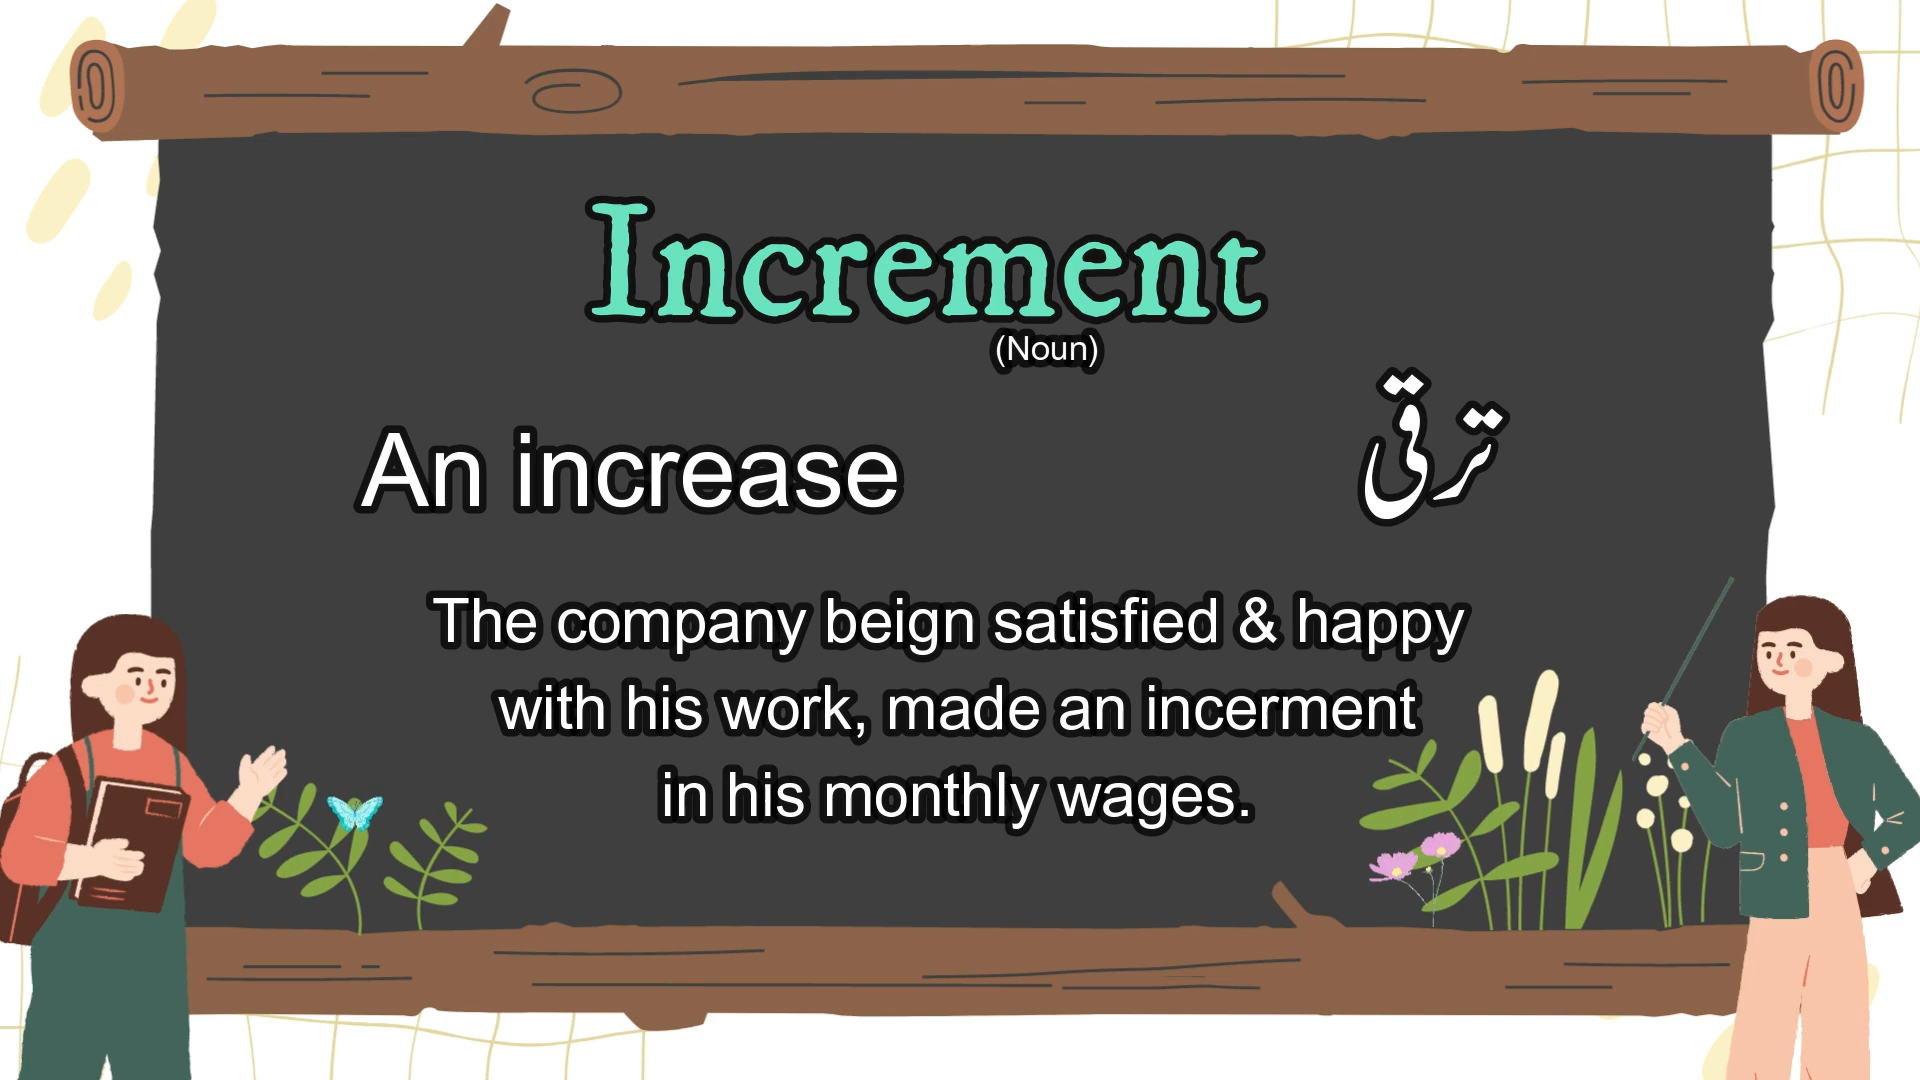 Increment
(Noun)
An increase
ترقی
The company beign satisfied & happy
with his work, made an incerment
in his monthly wages.